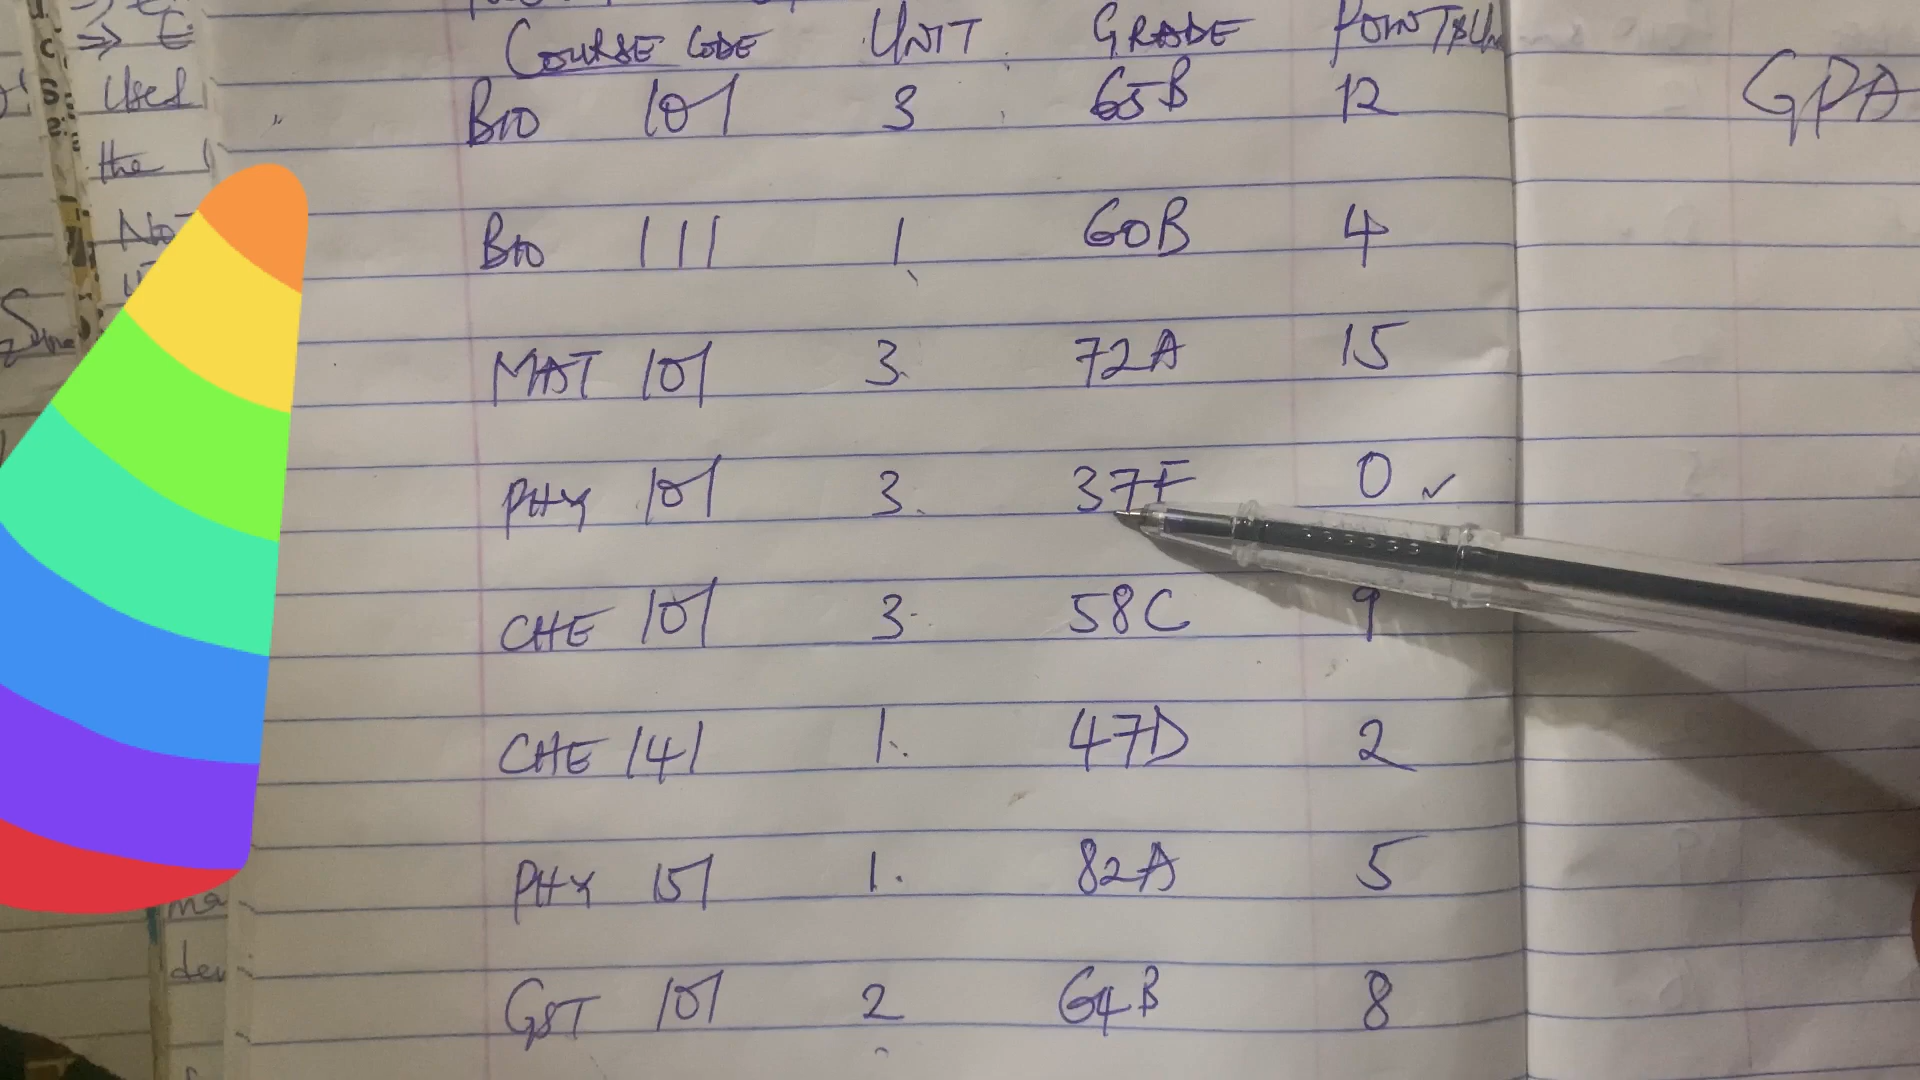 COURSE CODE UNIT GRADE POINT
BIO 101 3 65B 12
GPA
BIO 111 1 60B 4
MAT 101 3 72A 15
PHY 101 3 37F 0 ✓
CHE 101 3 58C 9
CHE 141 1 47D 2
PHY 151 1 82A 5
GST 101 2 64B 8
Used
the